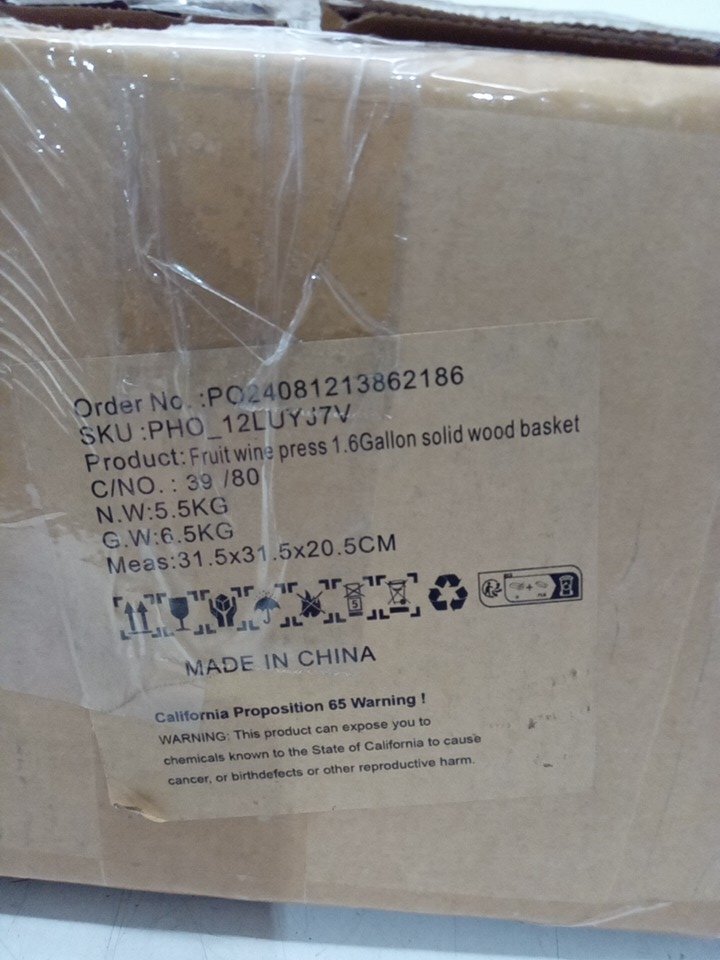 Order No. :PO24081213862186
SKU :PHO_12LUYJ7V
Product: Fruit wine press 1.6Gallon solid wood basket
C/NO. : 39 /80
N.W:5.5KG
G.W:6.5KG
Meas:31.5x31.5x20.5CM
5
MADE IN CHINA
California Proposition 65 Warning !
WARNING: This product can expose you to
chemicals known to the State of California to cause
cancer, or birthdefects or other reproductive harm.